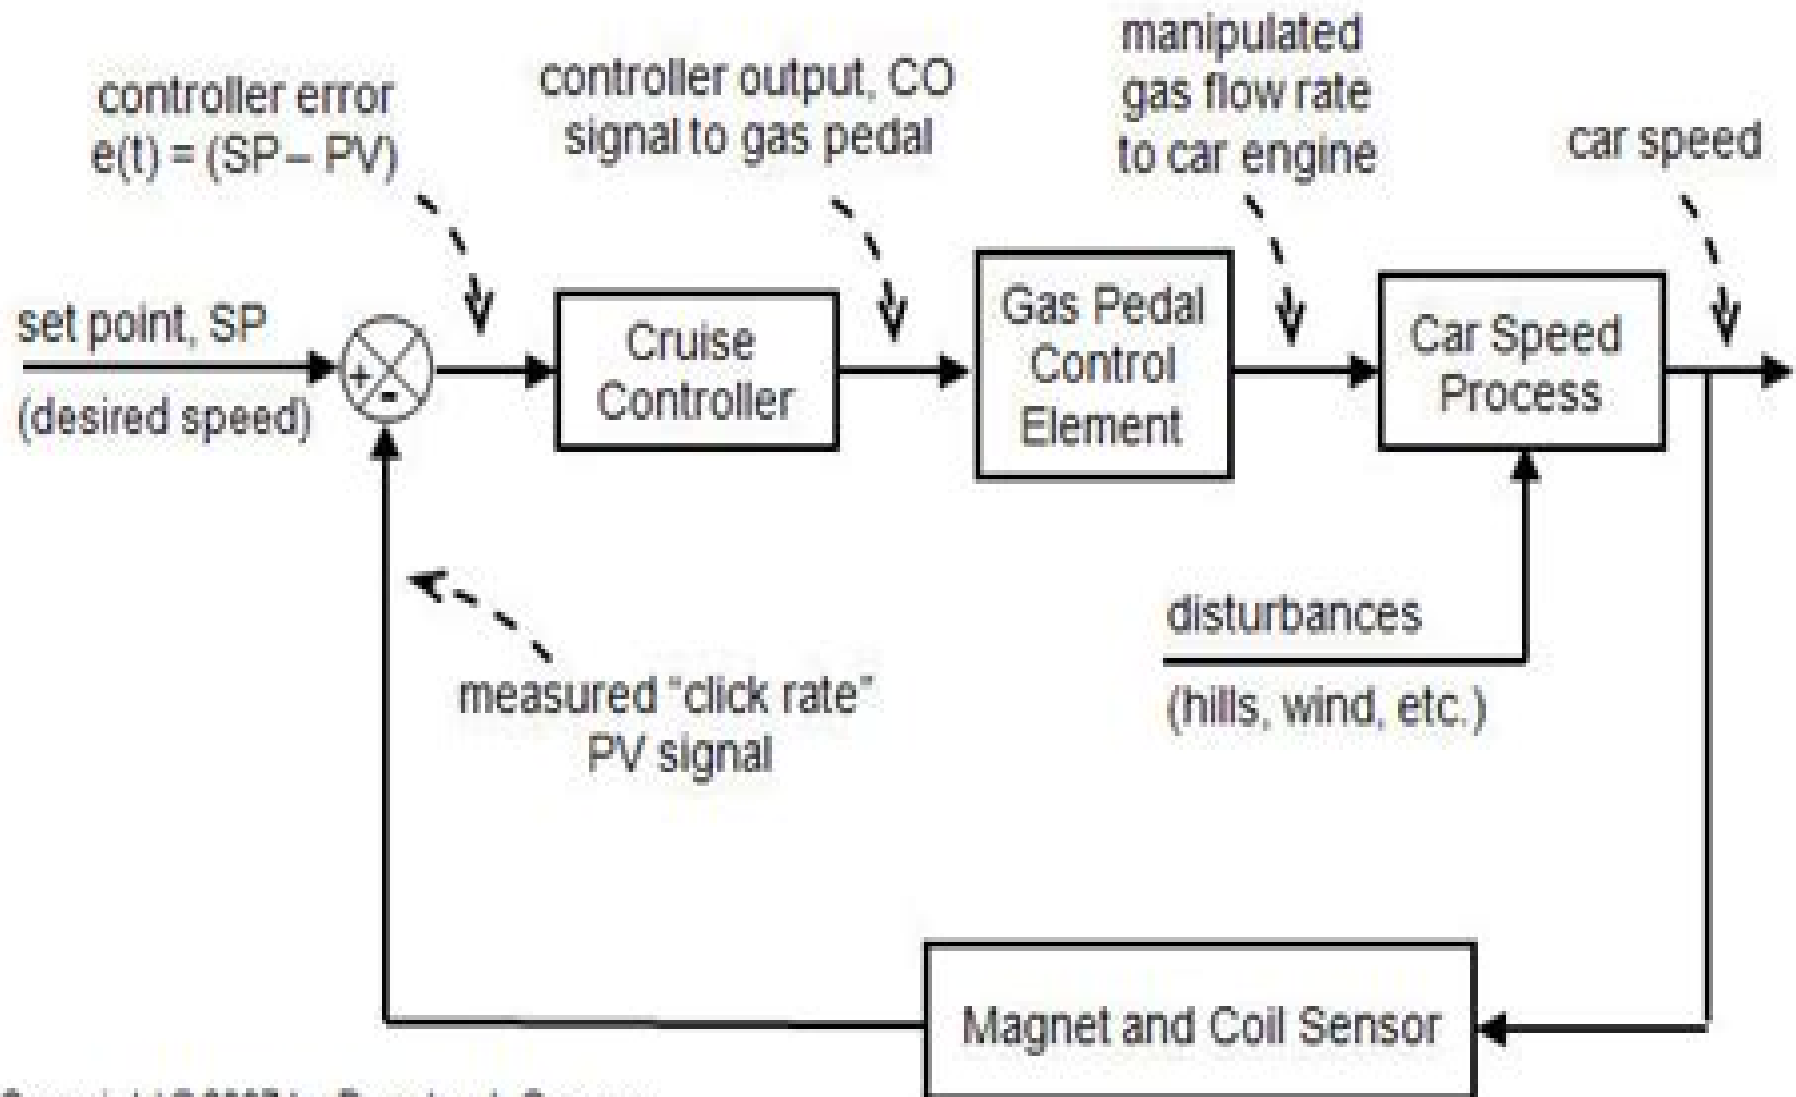 manipulated
gas flow rate
to car engine
controller output, CO
signal to gas pedal
controller error
e(t) = (SP – PV)
car speed
set point, SP
(desired speed)
+
-
Cruise
Controller
Gas Pedal
Control
Element
Car Speed
Process
disturbances
(hills, wind, etc.)
measured “click rate”
PV signal
Magnet and Coil Sensor